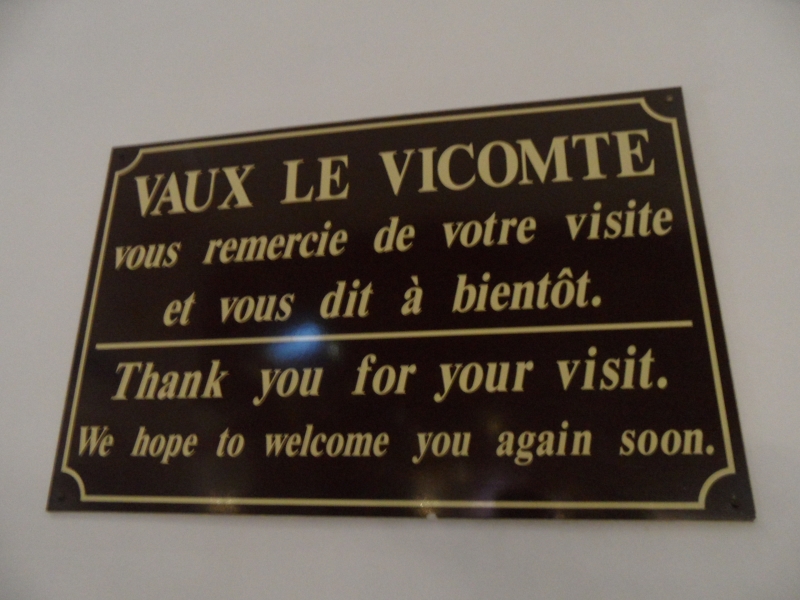 VAUX LE VICOMTE
vous remercie de votre visite
et vous dit à bientôt.
Thank you for your visit.
We hope to welcome you again soon.